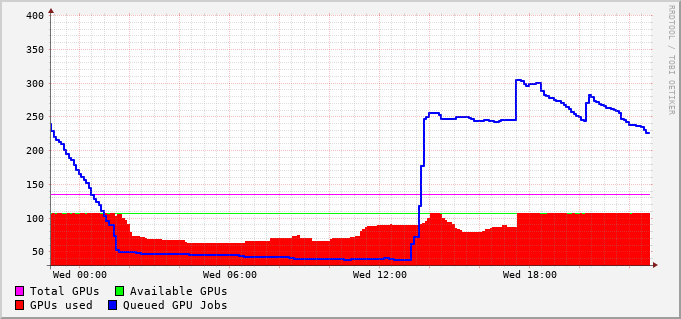 400
350
300
250
200
150
100
50
Wed 00:00 Wed 06:00 Wed 12:00 Wed 18:00
Total GPUs Available GPUs
GPUs used Queued GPU Jobs
RRDTOOL / TOBI OETIKER